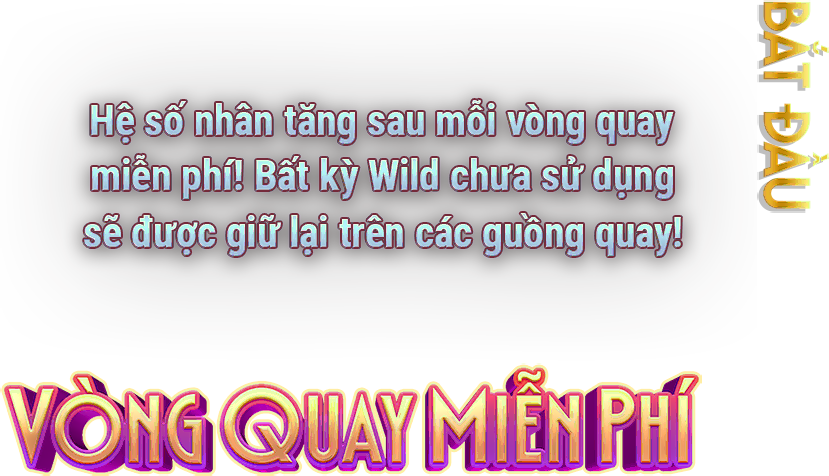 Hệ số nhân tăng sau mỗi vòng quay
miễn phí! Bất kỳ Wild chưa sử dụng
sẽ được giữ lại trên các guồng quay!
BẮT ĐẦU
VÒNG QUAY MIỄN PHÍ